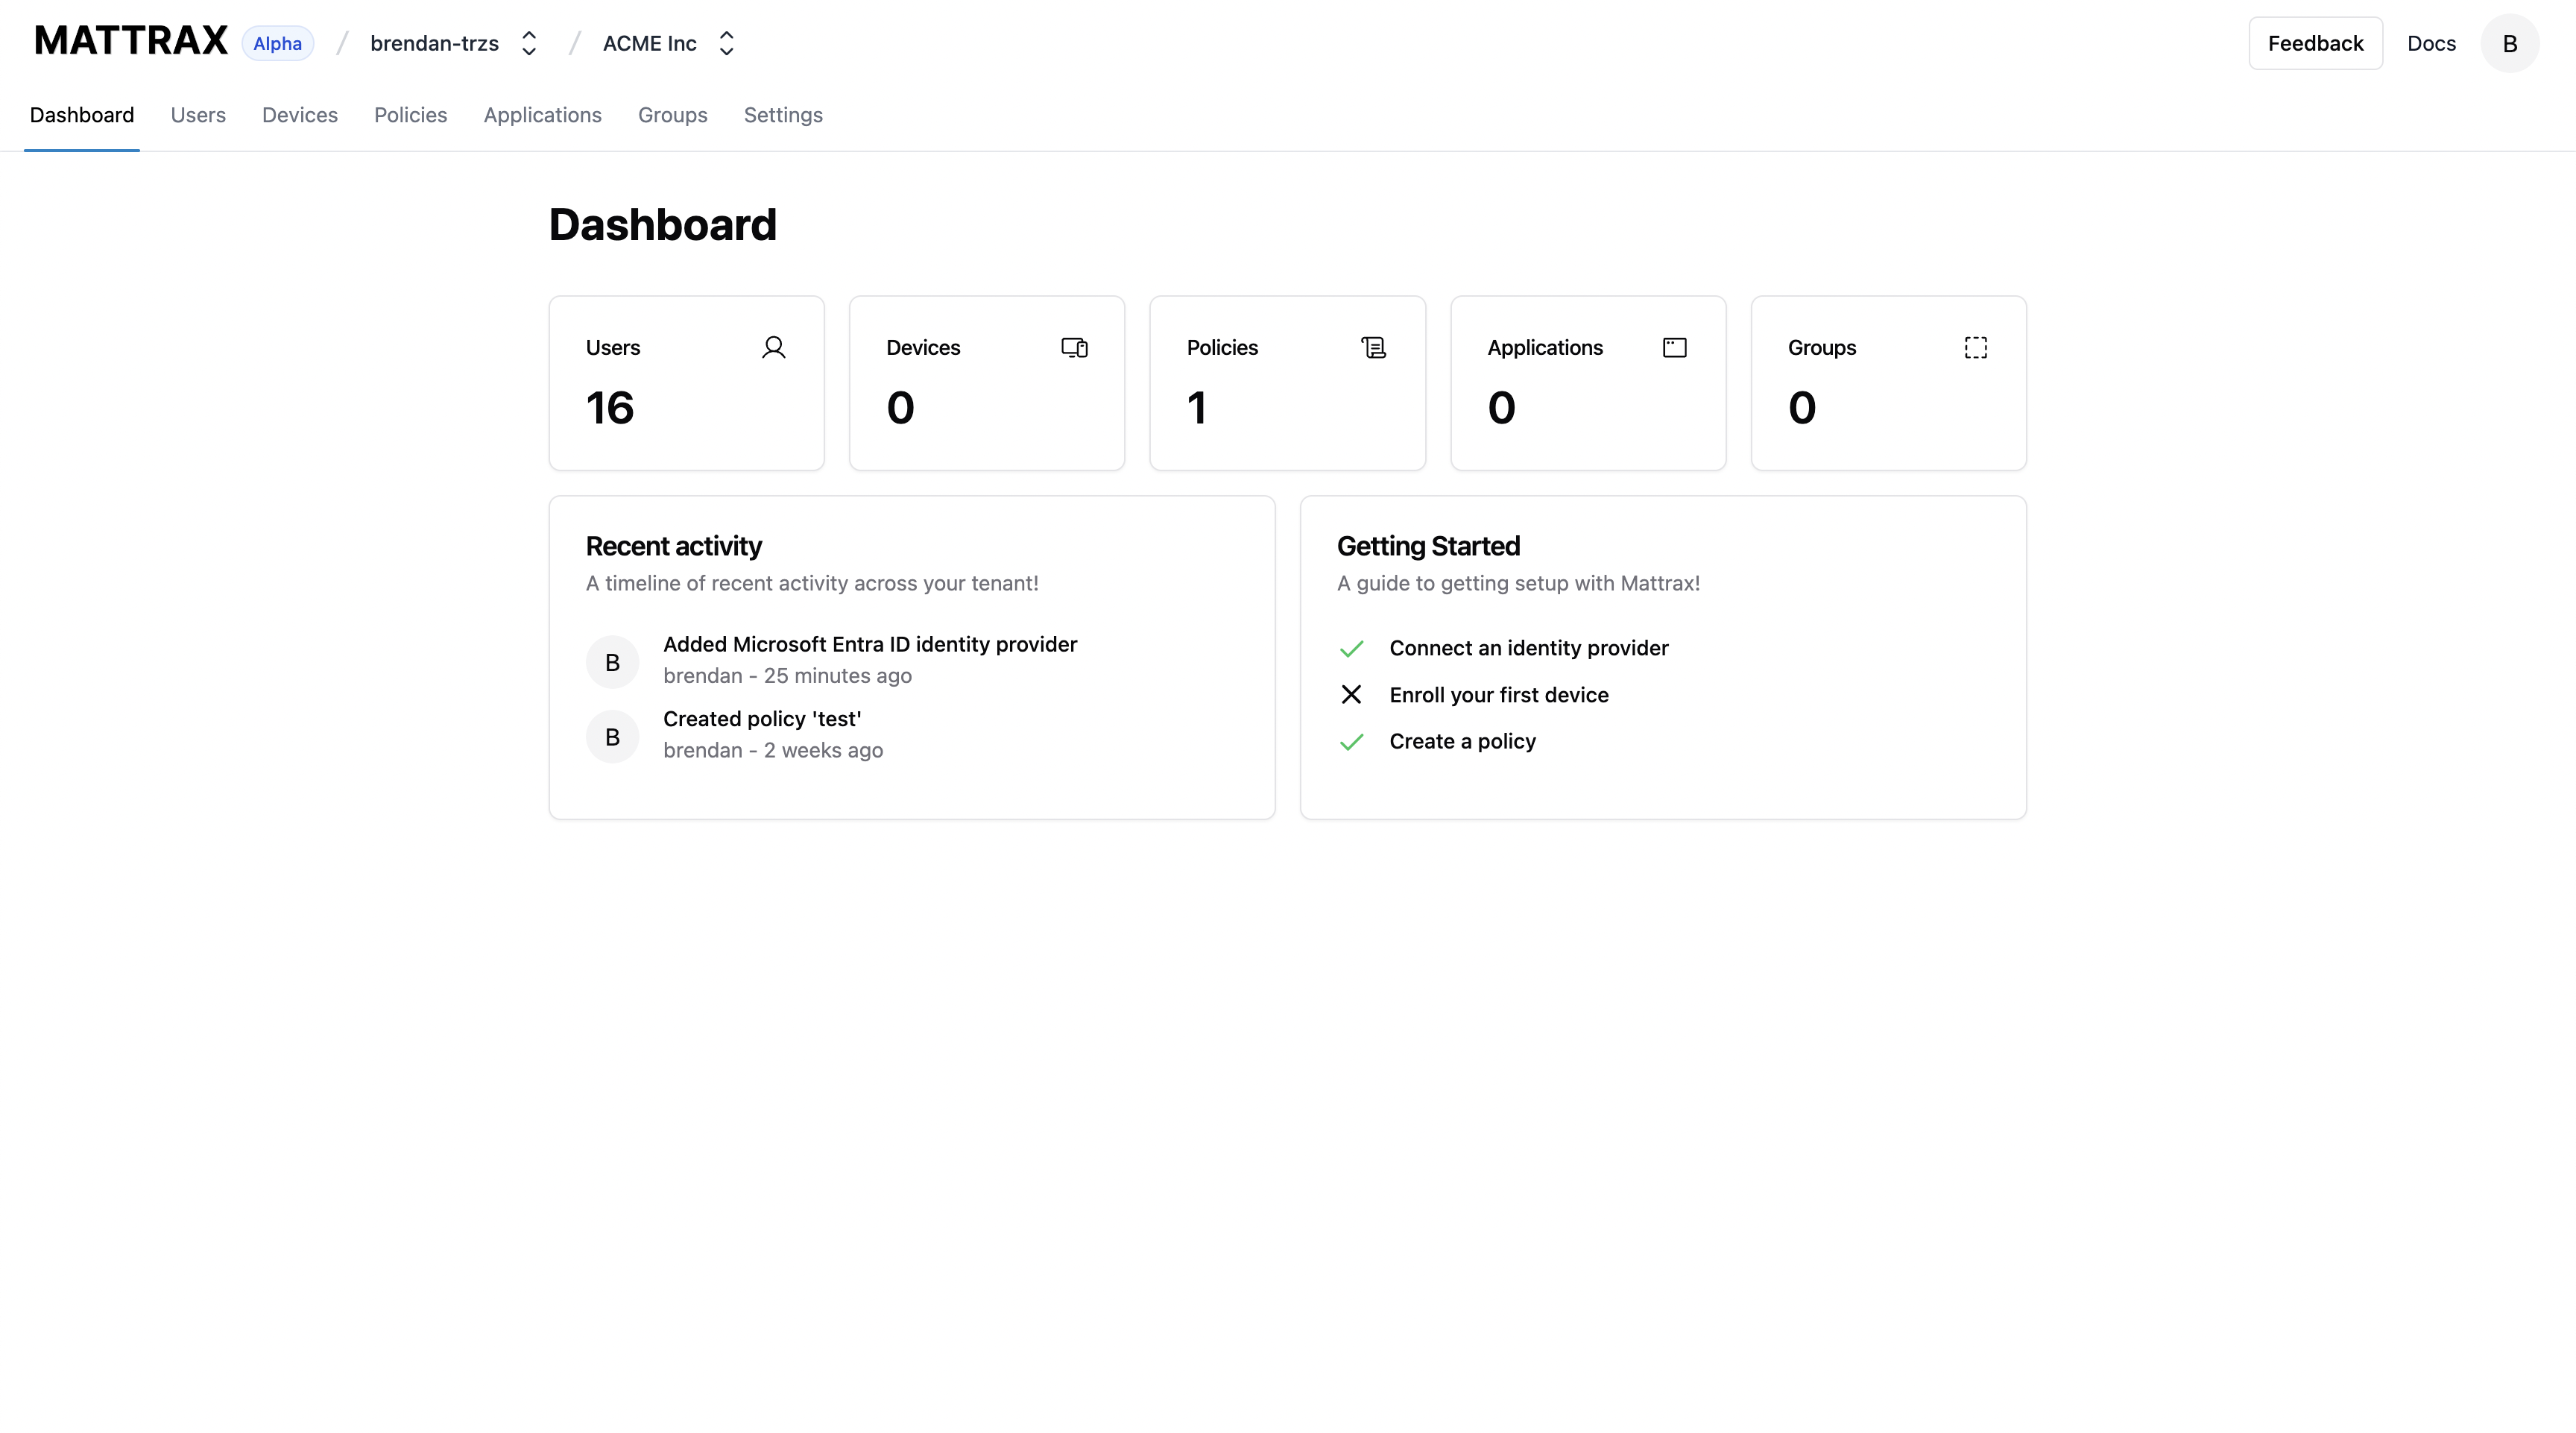 MATTRAX Alpha / brendan-trzs / ACME Inc Feedback Docs B
Dashboard Users Devices Policies Applications Groups Settings
Dashboard
Users Devices Policies Applications Groups
16 0 1 0 0
Recent activity
A timeline of recent activity across your tenant!
B
Added Microsoft Entra ID identity provider
brendan - 25 minutes ago
B
Created policy 'test'
brendan - 2 weeks ago
Getting Started
A guide to getting setup with Mattrax!
Connect an identity provider
Enroll your first device
Create a policy